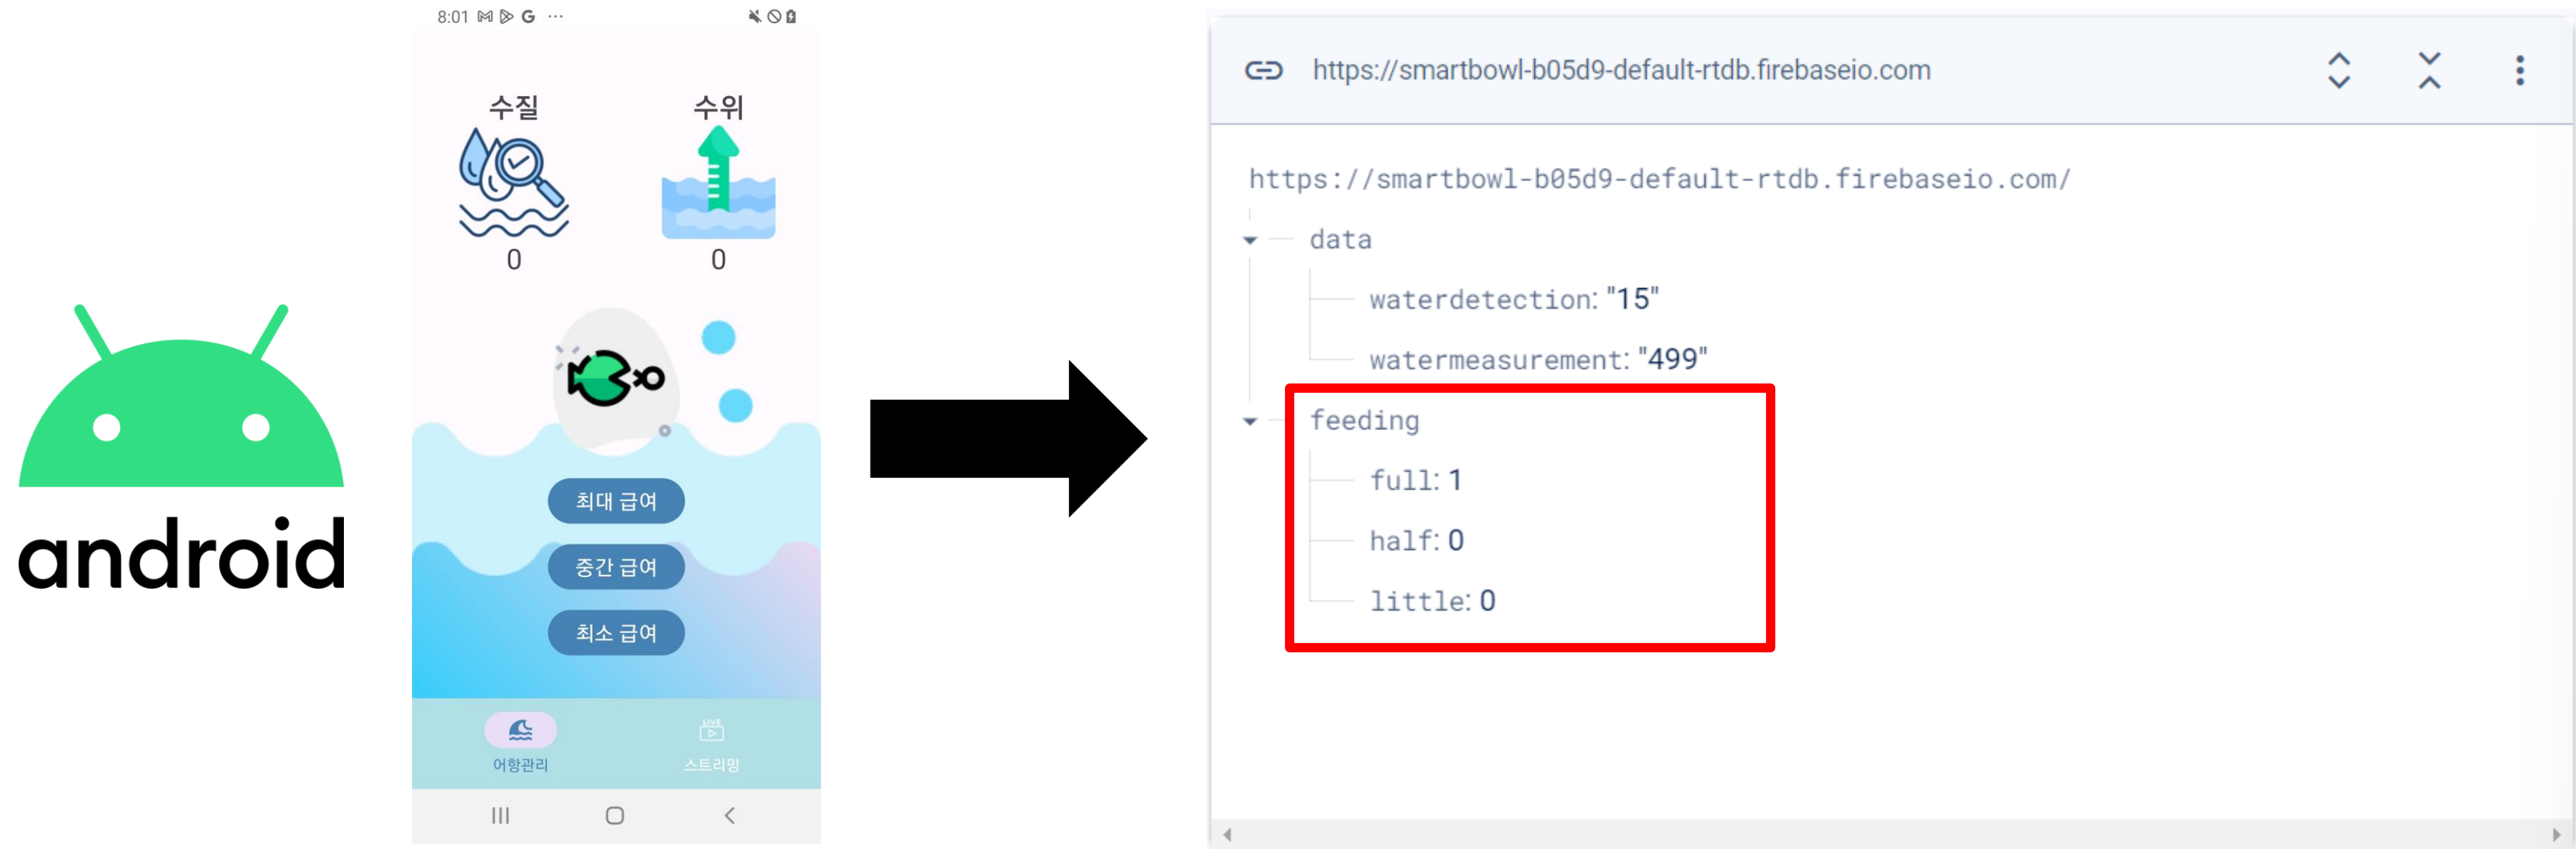 android
8:01 G ...
수질
수위
0
0
최대 급여
중간 급여
최소 급여
어항관리
LIVE
스트리밍
https://smartbowl-b05d9-default-rtdb.firebaseio.com
https://smartbowl-b05d9-default-rtdb.firebaseio.com/
data
waterdetection: "15"
watermeasurement: "499"
feeding
full: 1
half: 0
little: 0